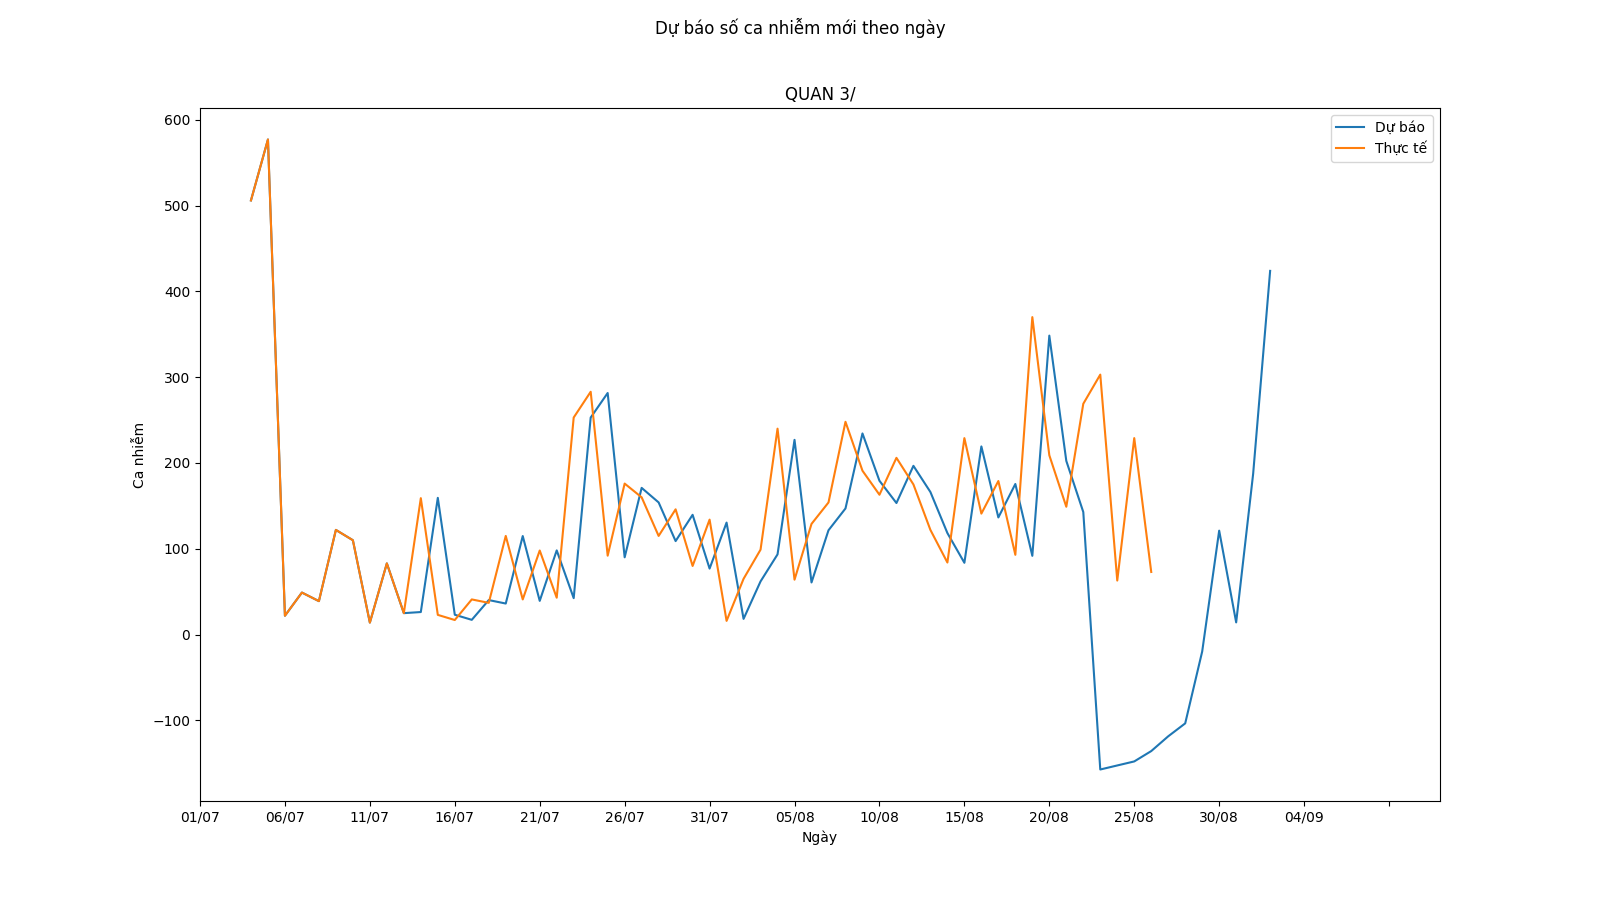 Dự báo số ca nhiễm mới theo ngày
QUAN 3/
Dự báo
Thực tế
600
500
400
300
200
100
0
−100
Ca nhiễm
01/07 06/07 11/07 16/07 21/07 26/07 31/07 05/08 10/08 15/08 20/08 25/08 30/08 04/09
Ngày